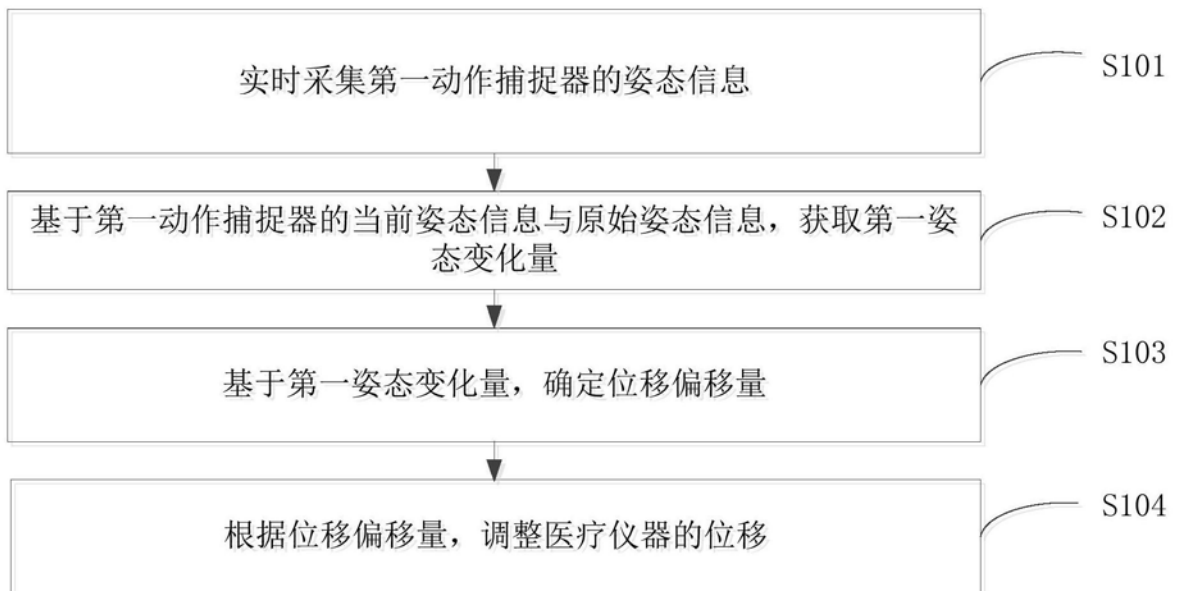 实时采集第一动作捕捉器的姿态信息
S101
基于第一动作捕捉器的当前姿态信息与原始姿态信息，获取第一姿
态变化量
S102
基于第一姿态变化量，确定位移偏移量
S103
根据位移偏移量，调整医疗仪器的位移
S104